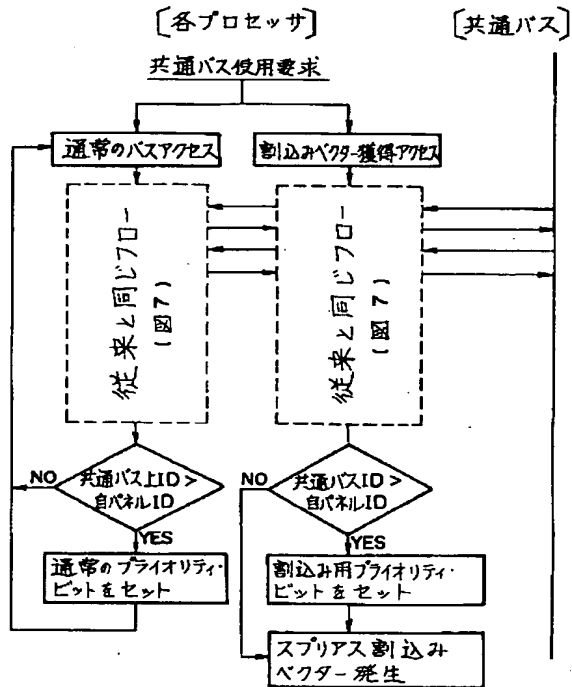 〔各プロセッサ〕
〔共通バス〕
共通バス使用要求
通常のバスアクセス
割込みベクター獲得アクセス
従来と同じフロー
(図7)
従来と同じフロー
(図7)
NO
共通バス上ID>
自パネルID
YES
NO
共通バスID>
自パネルID
YES
通常のプライオリティ・
ビットをセット
割込み用プライオリティ・
ビットをセット
スプリアス割込み
ベクター発生